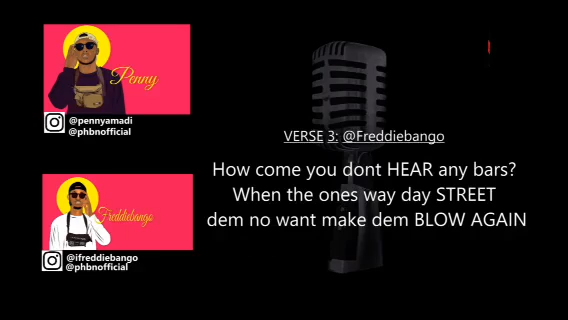 Penny
@pennyamadi
@phbnofficial
VERSE 3: @Freddiebango
How come you dont HEAR any bars?
When the ones way day STREET
dem no want make dem BLOW AGAIN
Freddiebango
@ifreddiebango
@phbnofficial